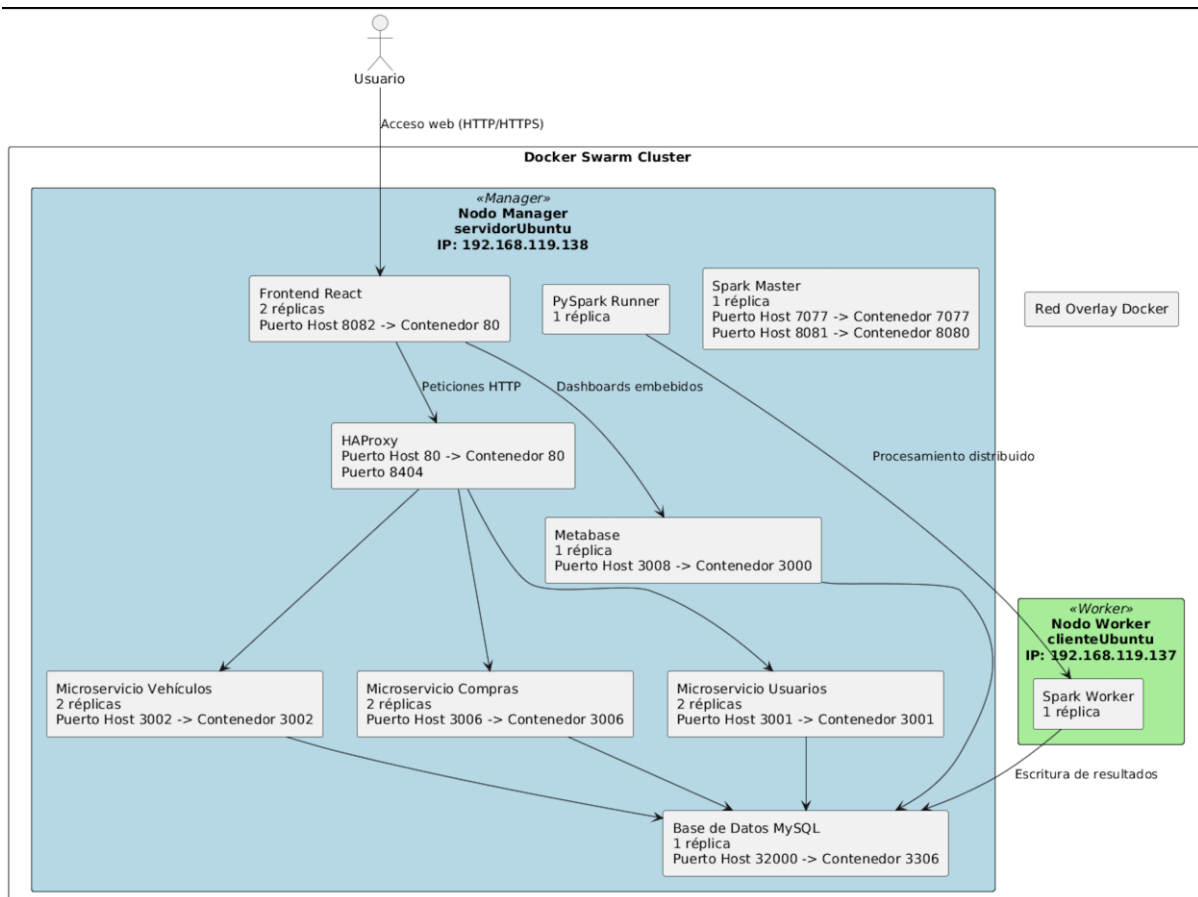 Usuario
Acceso web (HTTP/HTTPS)
Docker Swarm Cluster
«Manager»
Nodo Manager
servidorUbuntu
IP: 192.168.119.138
Frontend React
2 réplicas
Puerto Host 8082 -> Contenedor 80
PySpark Runner
1 réplica
Spark Master
1 réplica
Puerto Host 7077 -> Contenedor 7077
Puerto Host 8081 -> Contenedor 8080
Red Overlay Docker
Peticiones HTTP
Dashboards embebidos
HAProxy
Puerto Host 80 -> Contenedor 80
Puerto 8404
Procesamiento distribuido
Metabase
1 réplica
Puerto Host 3008 -> Contenedor 3000
«Worker»
Nodo Worker
clienteUbuntu
IP: 192.168.119.137
Spark Worker
1 réplica
Microservicio Vehículos
2 réplicas
Puerto Host 3002 -> Contenedor 3002
Microservicio Compras
2 réplicas
Puerto Host 3006 -> Contenedor 3006
Microservicio Usuarios
2 réplicas
Puerto Host 3001 -> Contenedor 3001
Escritura de resultados
Base de Datos MySQL
1 réplica
Puerto Host 32000 -> Contenedor 3306